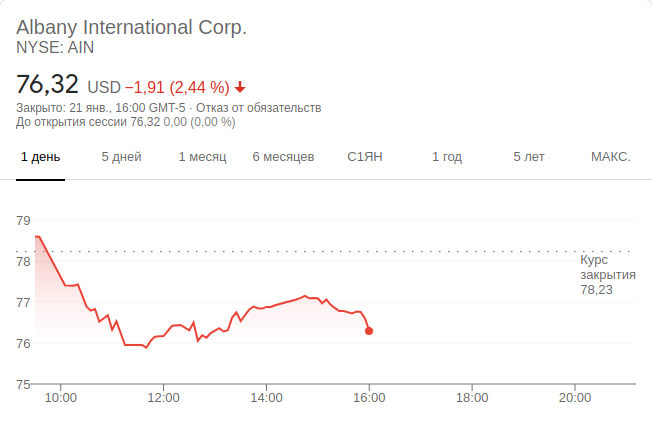 Albany International Corp.
NYSE: AIN
76,32 USD −1,91 (2,44 %)
Закрыто: 21 янв., 16:00 GMT-5 · Отказ от обязательств
До открытия сессии 76,32 0,00 (0,00 %)
1 день 5 дней 1 месяц 6 месяцев С1ЯН 1 год 5 лет МАКС.
79
78
77
76
75
Курс
закрытия
78,23
10:00 12:00 14:00 16:00 18:00 20:00